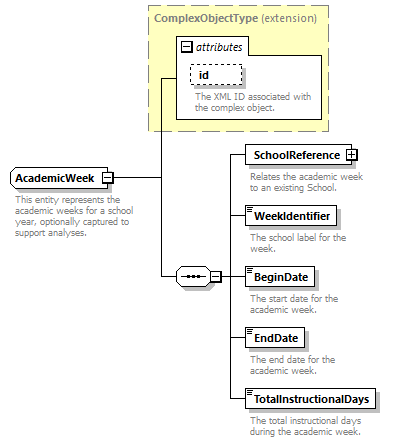 ComplexObjectType (extension)
attributes
id
The XML ID associated with
the complex object.
AcademicWeek
This entity represents the
academic weeks for a school
year, optionally captured to
support analyses.
SchoolReference
Relates the academic week
to an existing School.
WeekIdentifier
The school label for the
week.
BeginDate
The start date for the
academic week.
EndDate
The end date for the
academic week.
TotalInstructionalDays
The total instructional days
during the academic week.